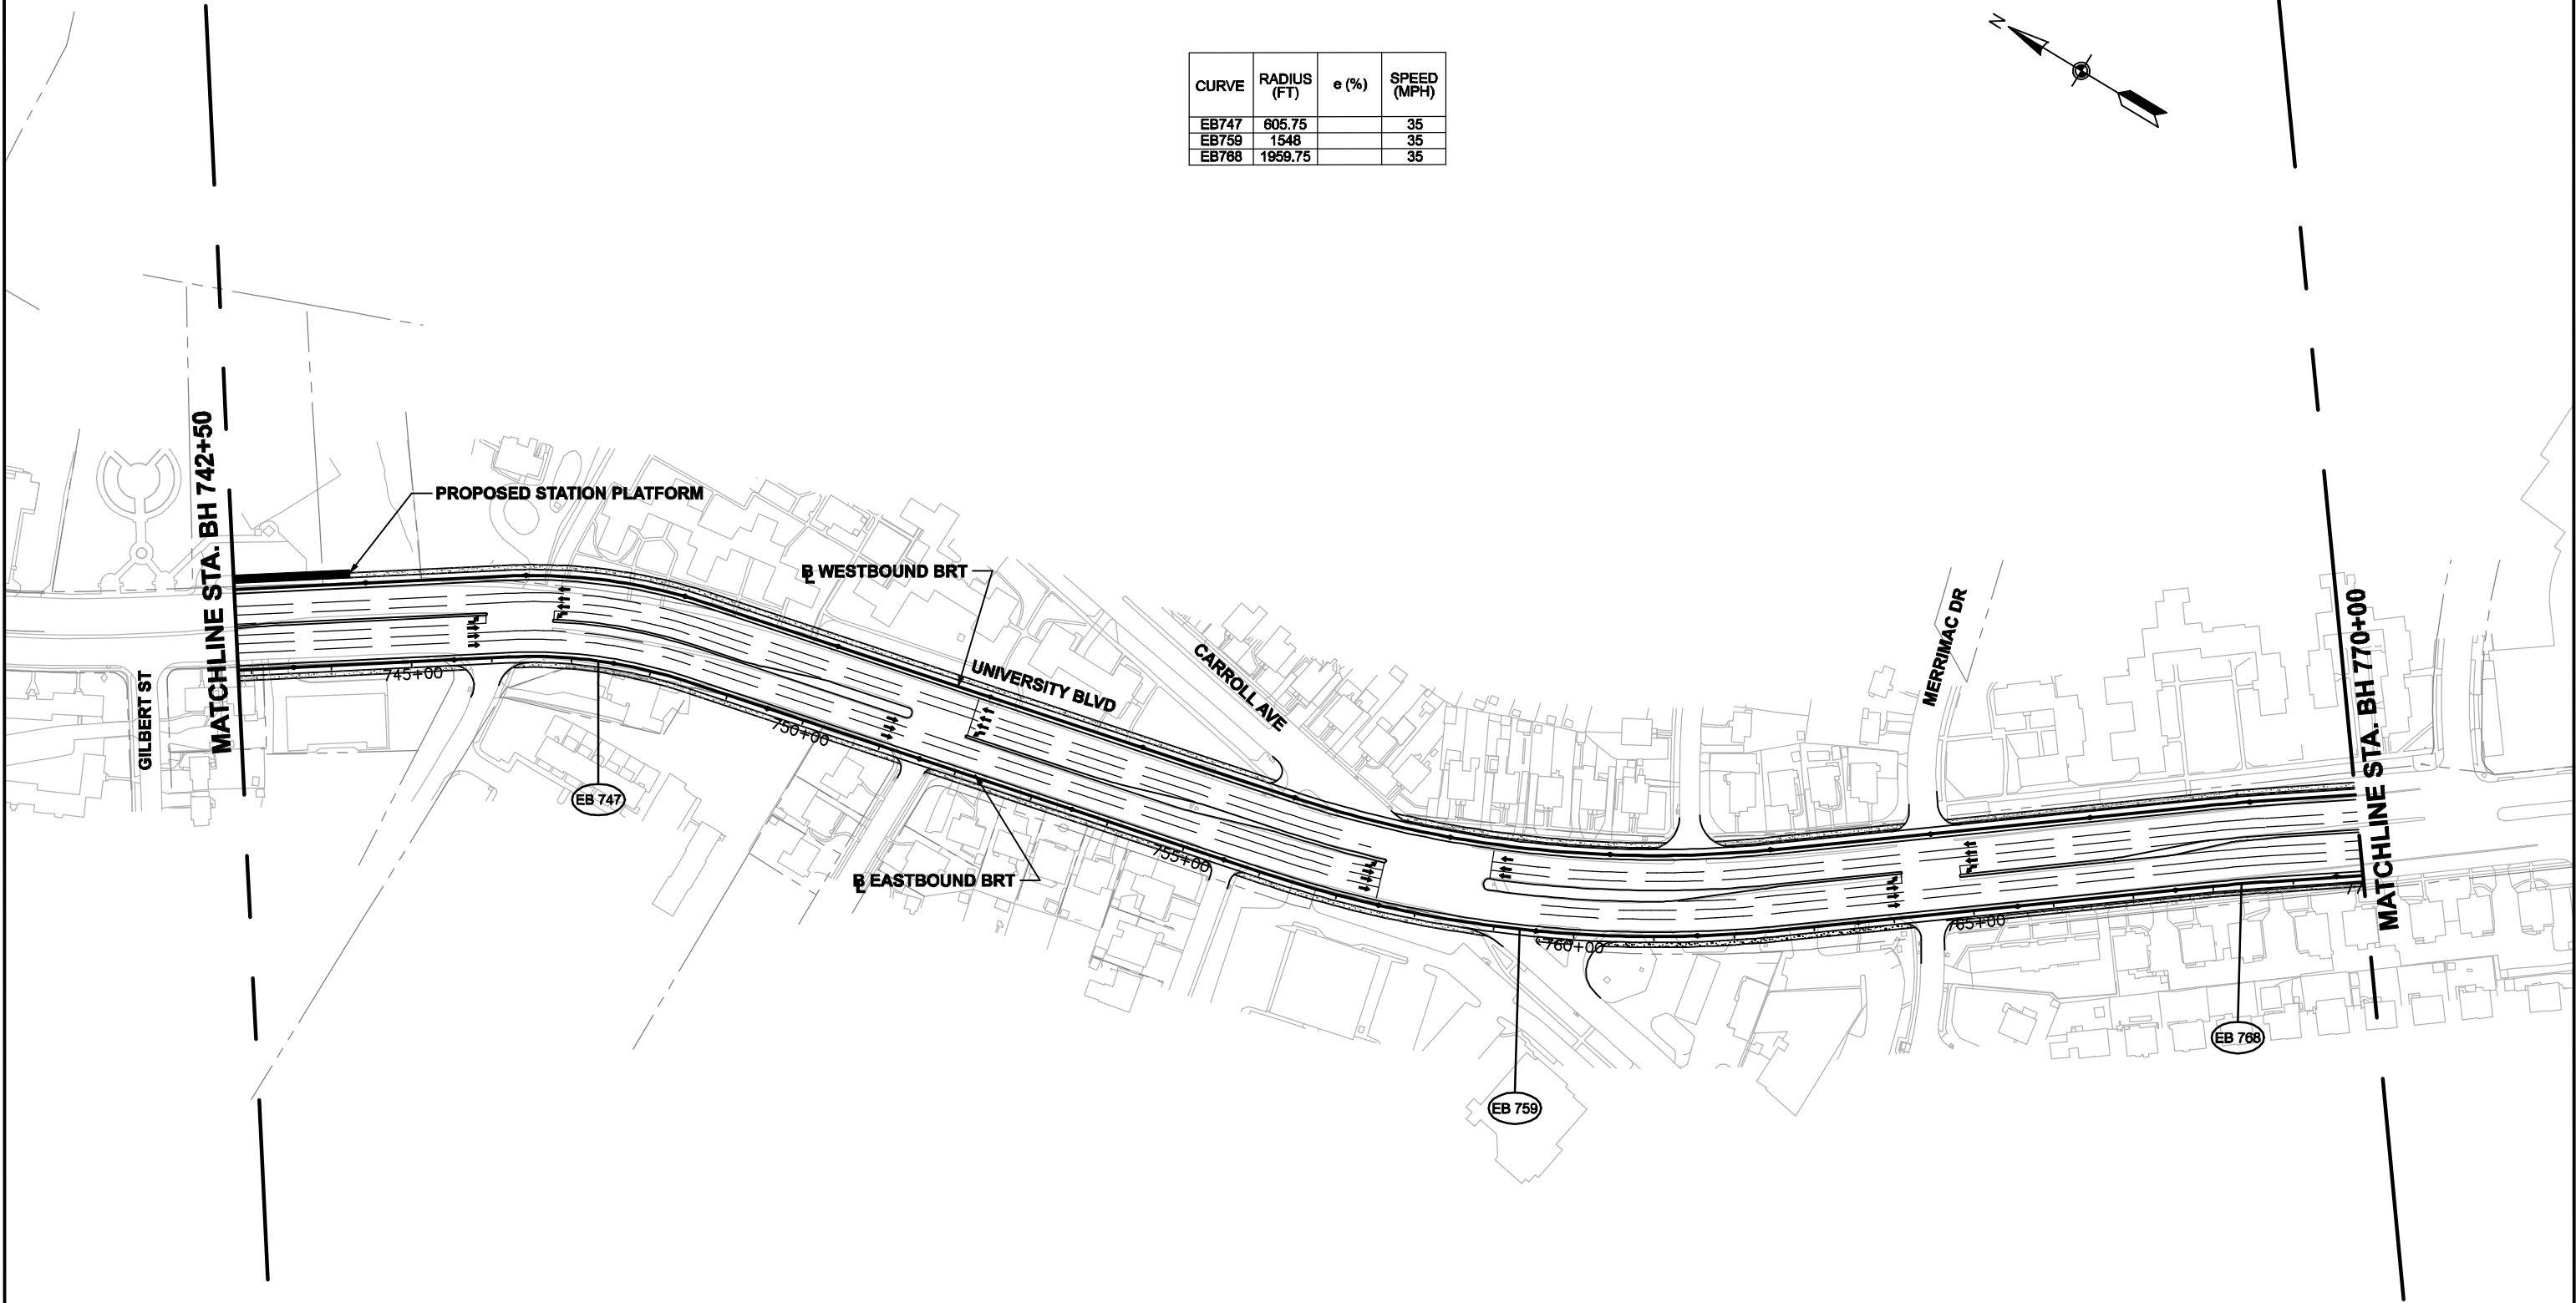 N
CURVE RADIUS (FT) e (%) SPEED (MPH)
EB747 605.75 35
EB759 1548 35
EB768 1959.75 35
MATCHLINE STA. BH 742+50
PROPOSED STATION PLATFORM
BL WESTBOUND BRT
UNIVERSITY BLVD
CARROLL AVE
MERRIMAC DR
MATCHLINE STA. BH 770+00
GILBERT ST
745+00
750+00
EB 747
BL EASTBOUND BRT
755+00
760+00
765+00
77
EB 768
EB 759